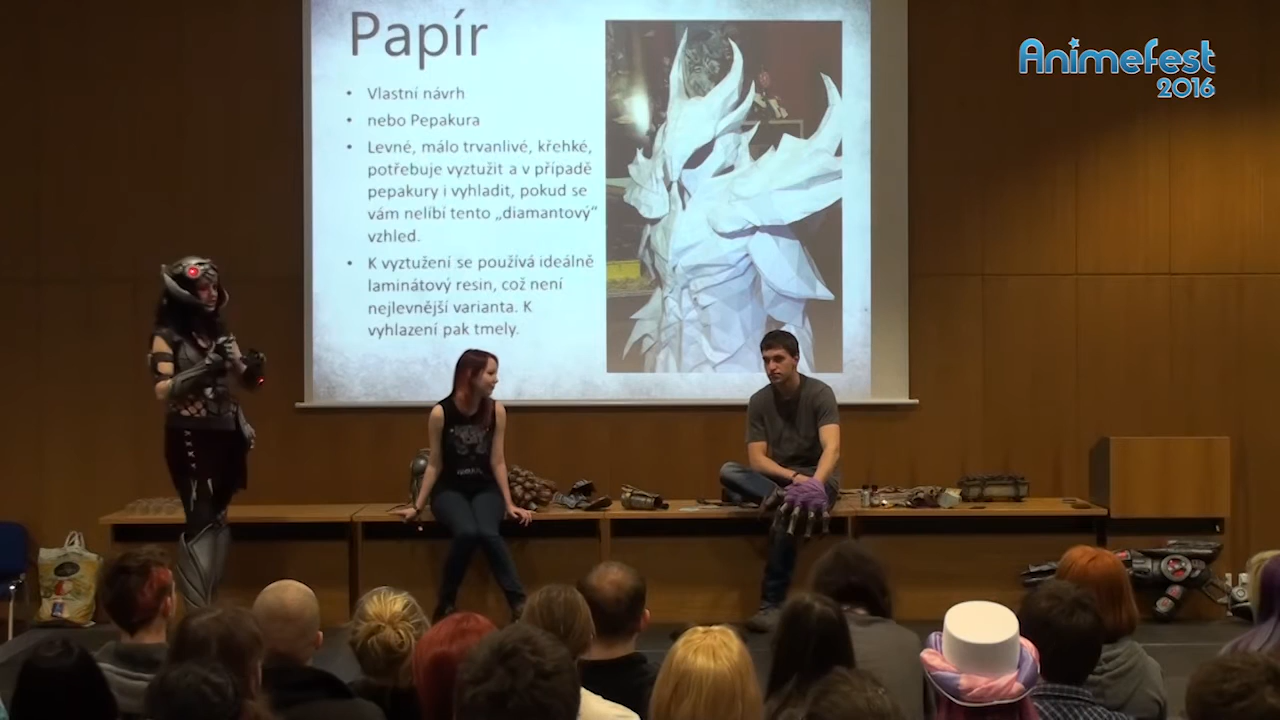 Papír
AnimeFest
2016
• Vlastní návrh
• nebo Pepakura
• Levné, málo trvanlivé, křehké,
potřebuje vyztužit a v případě
pepakury i vyhladit, pokud se
vám nelíbí tento „diamantový“
vzhled.
• K vyztužení se používá ideálně
laminátový resin, což není
nejlevnější varianta. K
vyhlazení pak tmely.